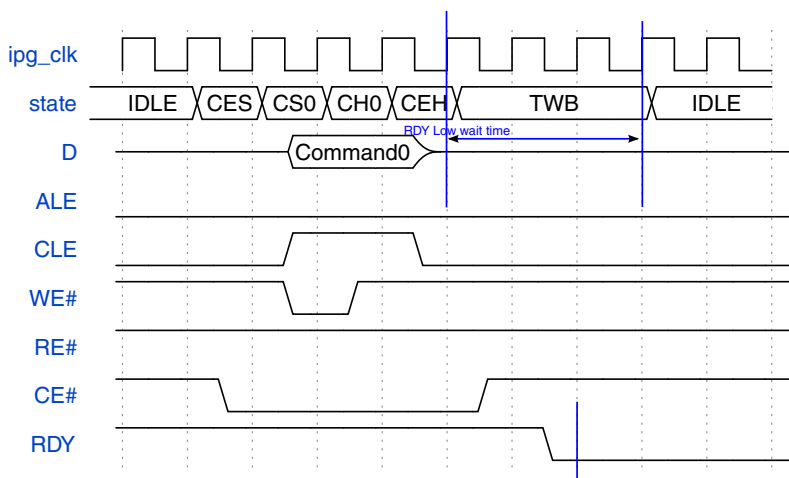 ipg_clk
state IDLE CES CS0 CH0 CEH TWB IDLE
RDY Low wait time
D Command0
ALE
CLE
WE#
RE#
CE#
RDY